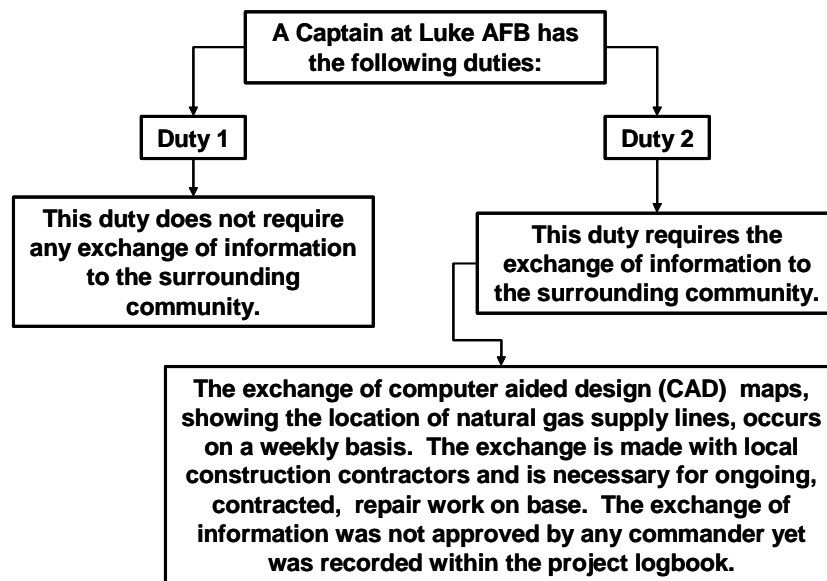 A Captain at Luke AFB has
the following duties:
Duty 1
Duty 2
This duty does not require
any exchange of information
to the surrounding
community.
This duty requires the
exchange of information to
the surrounding community.
The exchange of computer aided design (CAD) maps,
showing the location of natural gas supply lines, occurs
on a weekly basis. The exchange is made with local
construction contractors and is necessary for ongoing,
contracted, repair work on base. The exchange of
information was not approved by any commander yet
was recorded within the project logbook.